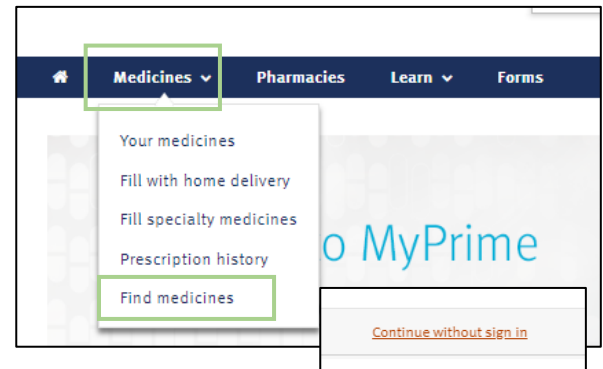 Medicines Pharmacies Learn Forms
Your medicines
Fill with home delivery
Fill specialty medicines
Prescription history
o MyPrime
Find medicines
Continue without sign in